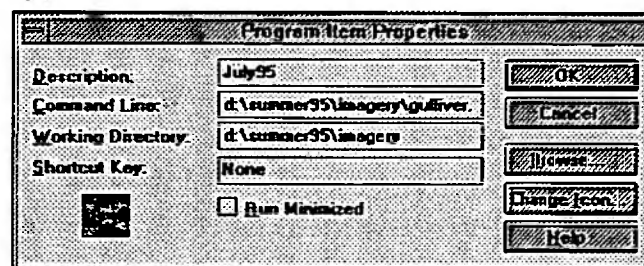 Program Item Properties
Description: July95
Command Line: d:\summer95\imagery\gulliver.
Working Directory: d:\summer95\imagery
Shortcut Key: None
Run Minimized
OK
Cancel
Browse...
Change Icon...
Help